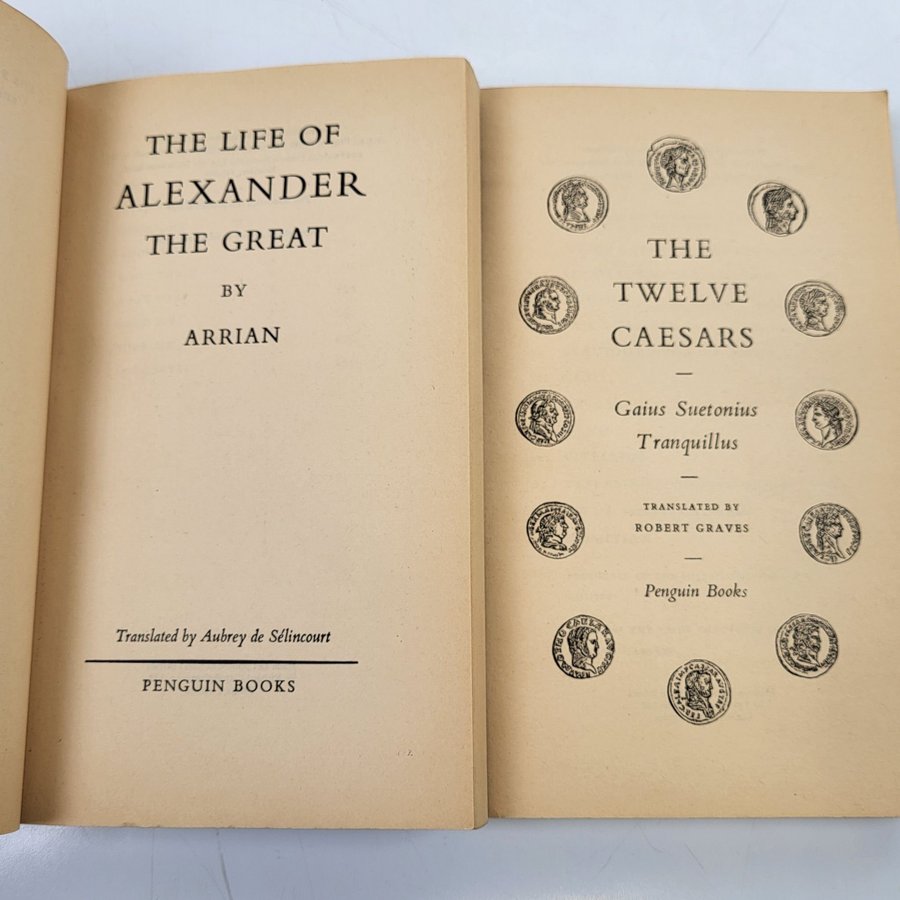 THE LIFE OF
ALEXANDER
THE GREAT
BY
ARRIAN
Translated by Aubrey de Sélincourt
PENGUIN BOOKS
THE
TWELVE
CAESARS
Gaius Suetonius
Tranquillus
TRANSLATED BY
ROBERT GRAVES
Penguin Books